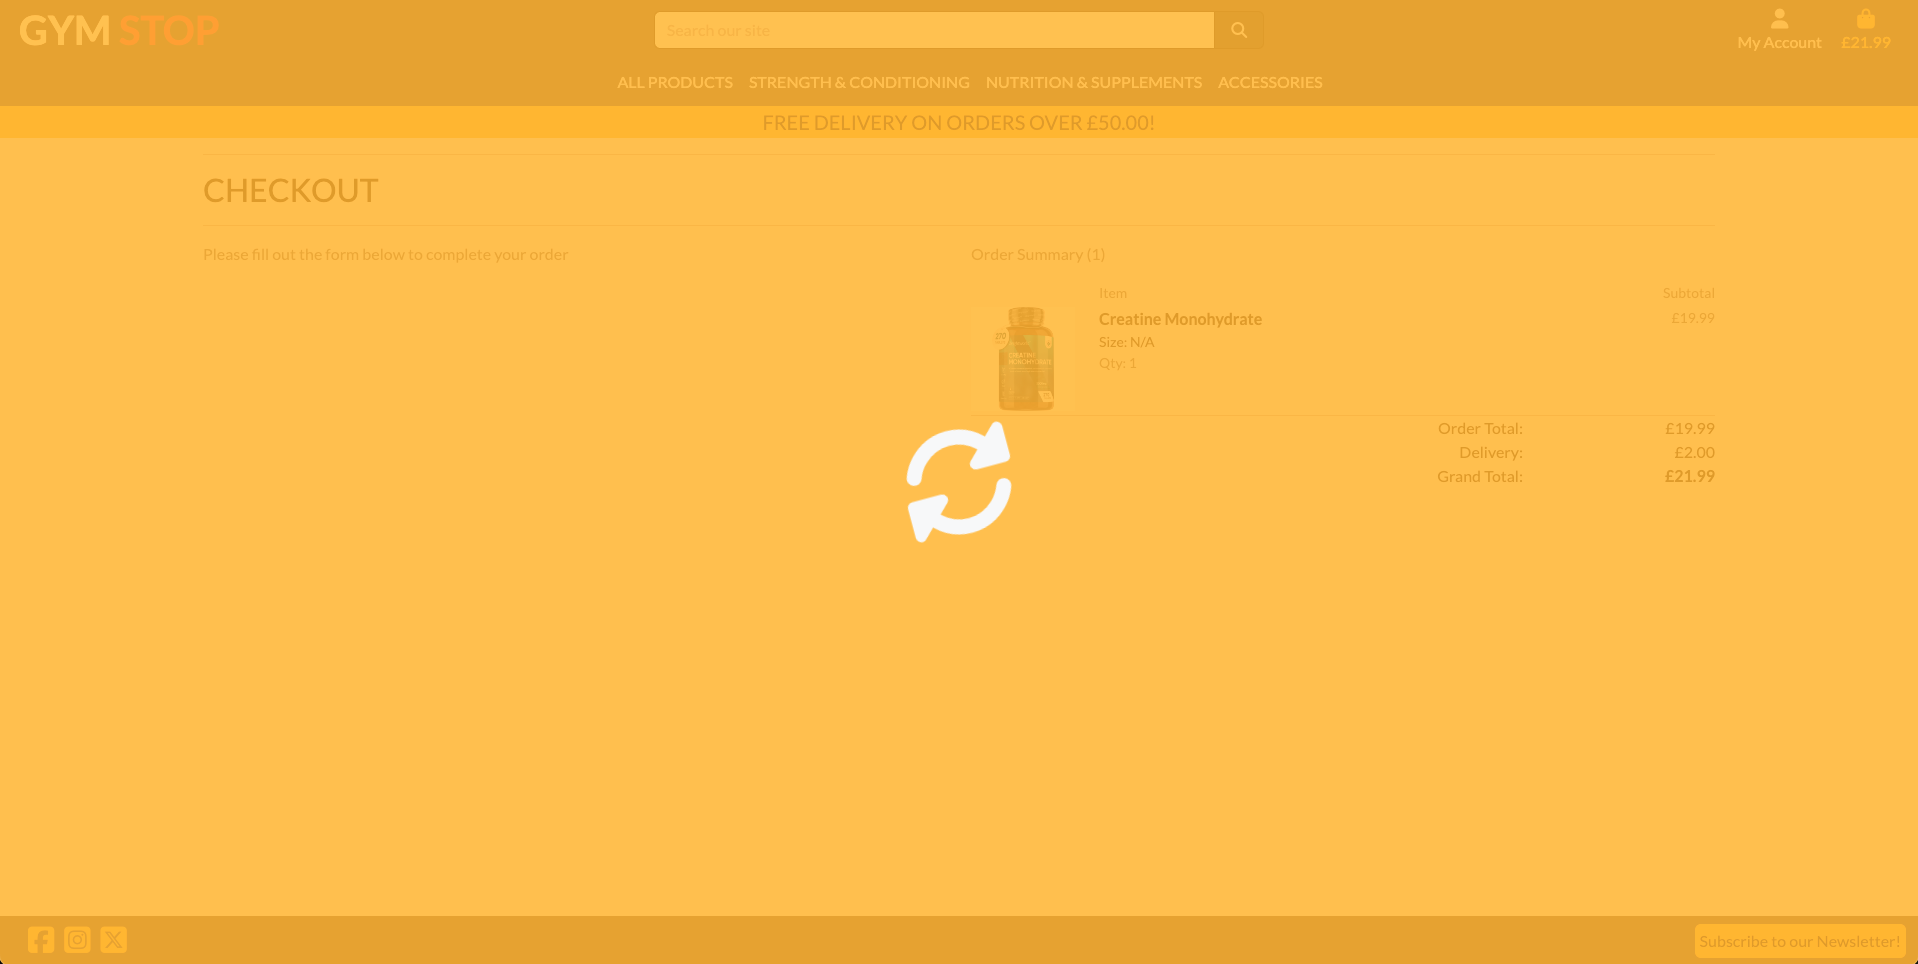 GYM STOP
Search our site
My Account
£21.99
ALL PRODUCTS STRENGTH & CONDITIONING NUTRITION & SUPPLEMENTS ACCESSORIES
FREE DELIVERY ON ORDERS OVER £50.00!
CHECKOUT
Please fill out the form below to complete your order
Order Summary (1)
Item Subtotal
Creatine Monohydrate £19.99
Size: N/A
Qty: 1
CREATINE
MONOHYDRATE
Order Total: £19.99
Delivery: £2.00
Grand Total: £21.99
Subscribe to our Newsletter!